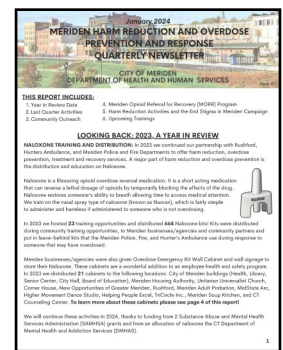 January 2024
MERIDEN HARM REDUCTION AND OVERDOSE
PREVENTION AND RESPONSE
QUARTERLY NEWSLETTER
CITY OF MERIDEN
DEPARTMENT OF HEALTH AND HUMAN SERVICES
THIS REPORT INCLUDES:
1. Year in Review Data
2. Last Quarter Activities
3. Community Outreach
4. Meriden Opioid Referral for Recovery (MORR) Program
5. Harm Reduction Activities and the End Stigma in Meriden Campaign
6. Upcoming Trainings
LOOKING BACK: 2023, A YEAR IN REVIEW
NALOXONE TRAINING AND DISTRIBUTION: In 2023 we continued our partnership with Rushford,
Hunters Ambulance, and Meriden Police and Fire Departments to offer harm reduction, overdose
prevention, treatment and recovery services. A major part of harm reduction and overdose prevention is
the distribution and education on Naloxone.
Naloxone is a lifesaving opioid overdose reversal medication. It is a short acting medication
that can reverse a lethal dosage of opioids by temporarily blocking the effects of the drug.
Naloxone restores someone's ability to breath allowing time to access medical attention.
We train on the nasal spray type of naloxone (known as Narcan), which is fairly simple
to administer and harmless if administered to someone who is not overdosing.
In 2023 we hosted 23 training opportunities and distributed 464 Naloxone kits! Kits were distributed
during community training opportunities, to Meriden businesses/agencies and community partners and
put in leave-behind kits that the Meriden Police, Fire, and Hunter's Ambulance use during response to
someone that may have overdosed.
Meriden businesses/agencies were also given Overdose Emergency Kit Wall Cabinet and wall signage to
store their Naloxone. These cabinets are a wonderful addition to an employee health and safety program.
In 2023 we distributed 21 cabinets to the following locations: City of Meriden buildings (Health, Library,
Senior Center, City Hall, Board of Education), Meriden Housing Authority, Unitarian Universalist Church,
Corner House, New Opportunities of Greater Meriden, Rushford, Meriden Adult Probation, MidState Arc,
Higher Movement Dance Studio, Helping People Excel, TriCircle Inc., Meriden Soup Kitchen, and CT
Counseling Center. To learn more about these cabinets please see page 4 of this report!
We will continue these activities in 2024, thanks to funding from 2 Substance Abuse and Mental Health
Services Administration (SAMHSA) grants and from an allocation of naloxone the CT Department of
Mental Health and Addiction Services (DMHAS).
1